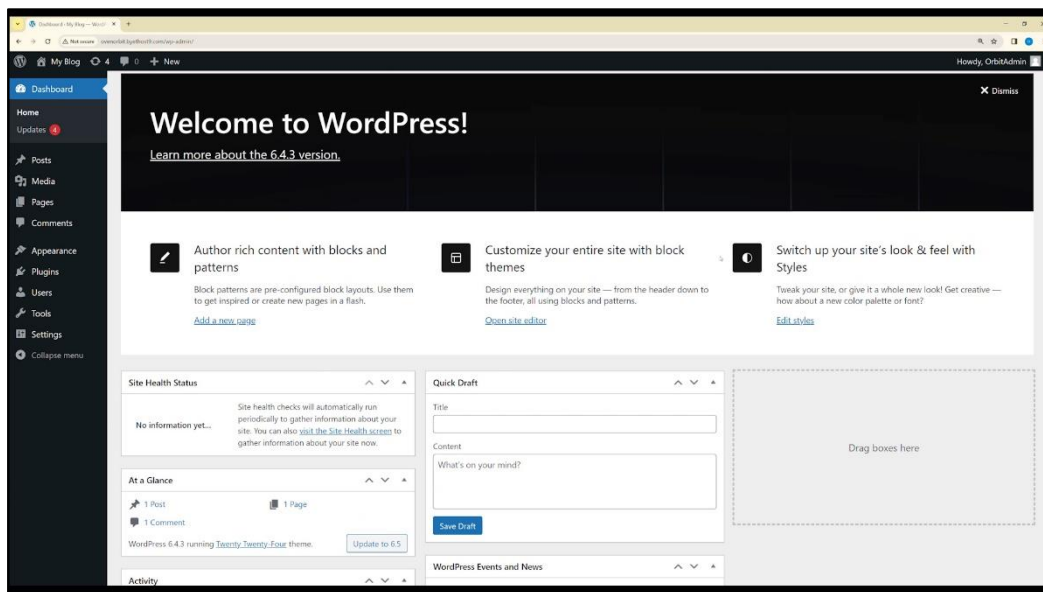 Dashboard ‹ My Blog — WordPr
Not secure
My Blog 4 0 New
Howdy, OrbitAdmin
Dashboard
Home
Updates 4
Posts
Media
Pages
Comments
Appearance
Plugins
Users
Tools
Settings
Collapse menu
Dismiss
Welcome to WordPress!
Learn more about the 6.4.3 version.
Author rich content with blocks and
patterns
Block patterns are pre-configured block layouts. Use them
to get inspired or create new pages in a flash.
Add a new page
Customize your entire site with block
themes
Design everything on your site — from the header down to
the footer, all using blocks and patterns.
Open site editor
Switch up your site's look & feel with
Styles
Tweak your site, or give it a whole new look! Get creative —
how about a new color palette or font?
Edit styles
Site Health Status
No information yet...
Site health checks will automatically run
periodically to gather information about your
site. You can also visit the Site Health screen to
gather information about your site now.
At a Glance
1 Post
1 Page
1 Comment
WordPress 6.4.3 running Twenty Twenty-Four theme.
Update to 6.5
Activity
Quick Draft
Title
Content
What's on your mind?
Save Draft
WordPress Events and News
Drag boxes here